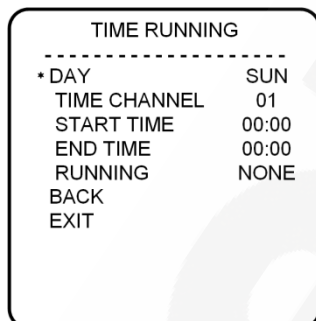 TIME RUNNING
- - - - - - - - - - - - - - - - - - - - - - -
* DAY SUN
TIME CHANNEL 01
START TIME 00:00
END TIME 00:00
RUNNING NONE
BACK
EXIT